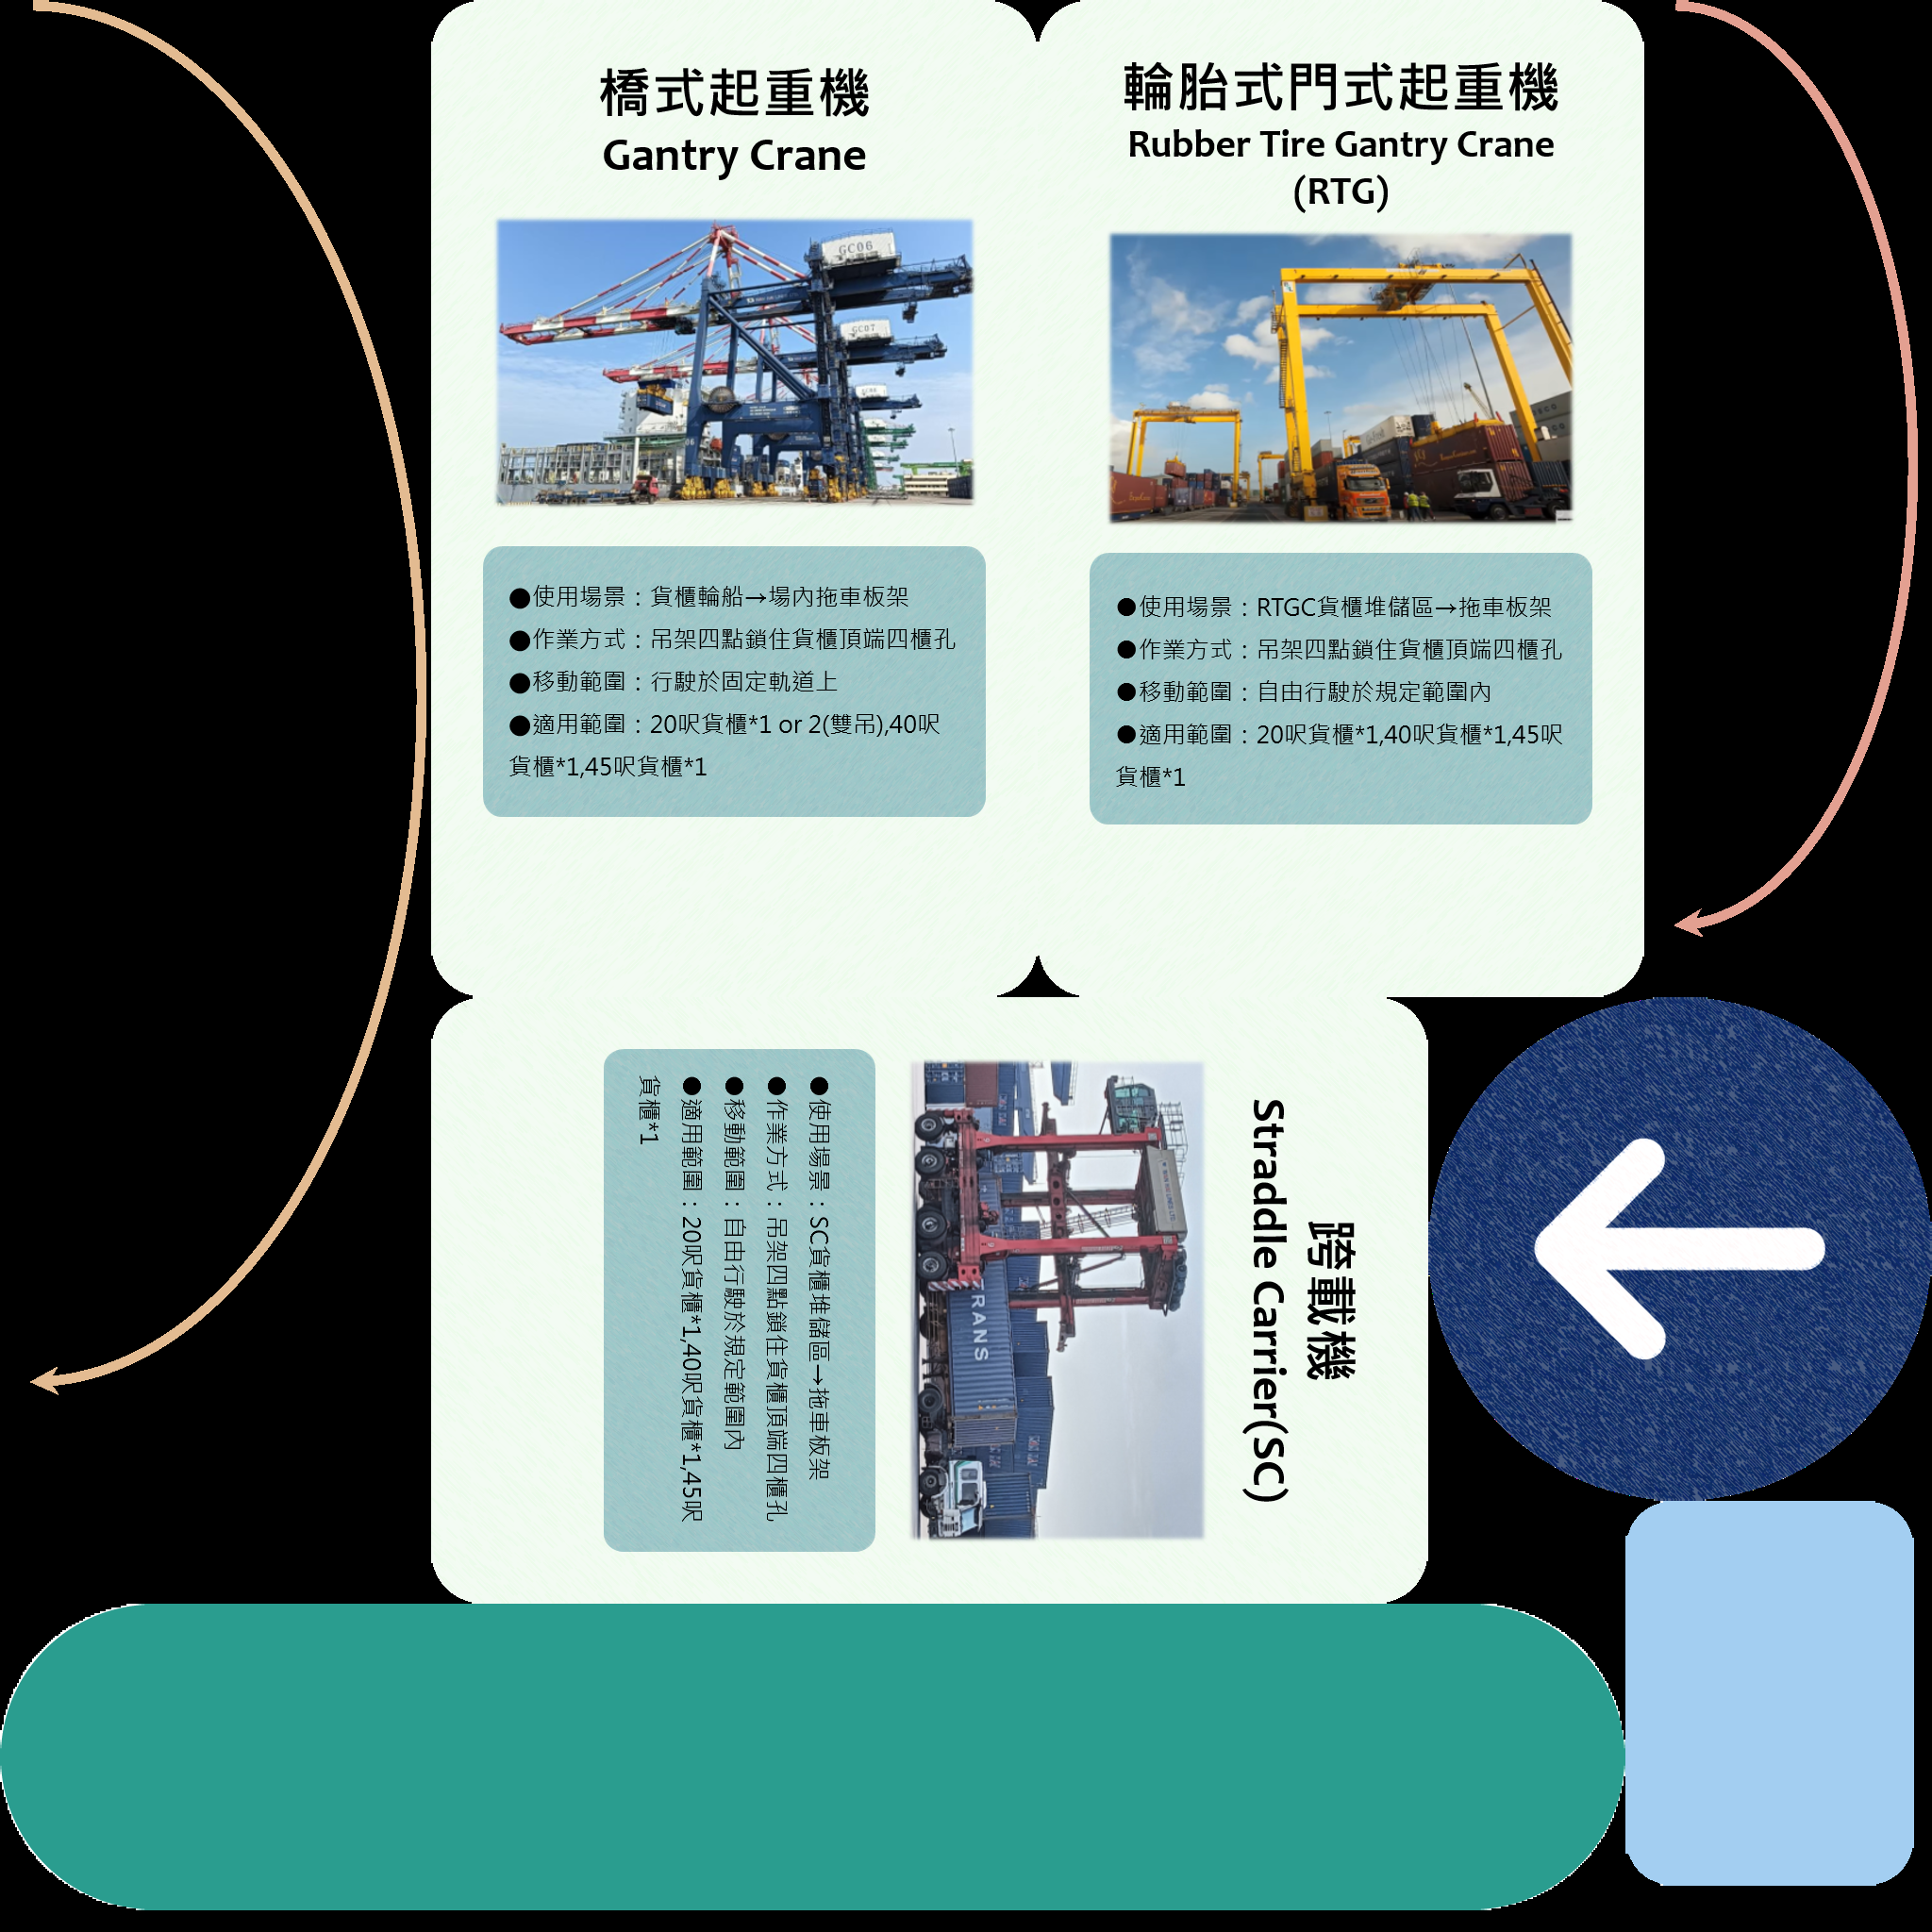 橋式起重機
Gantry Crane
GC06
GC07
●使用場景：貨櫃輪船→場內拖車板架
●作業方式：吊架四點鎖住貨櫃頂端四櫃孔
●移動範圍：行駛於固定軌道上
●適用範圍：20呎貨櫃*1 or 2(雙吊),40呎
貨櫃*1,45呎貨櫃*1
輪胎式門式起重機
Rubber Tire Gantry Crane
(RTG)
●使用場景：RTGC貨櫃堆儲區→拖車板架
●作業方式：吊架四點鎖住貨櫃頂端四櫃孔
●移動範圍：自由行駛於規定範圍內
●適用範圍：20呎貨櫃*1,40呎貨櫃*1,45呎
貨櫃*1
跨載機
Straddle Carrier(SC)
TRANS
●使用場景：SC貨櫃堆儲區→拖車板架
●作業方式：吊架四點鎖住貨櫃頂端四櫃孔
●移動範圍：自由行駛於規定範圍內
●適用範圍：20呎貨櫃*1,40呎貨櫃*1,45呎
貨櫃*1